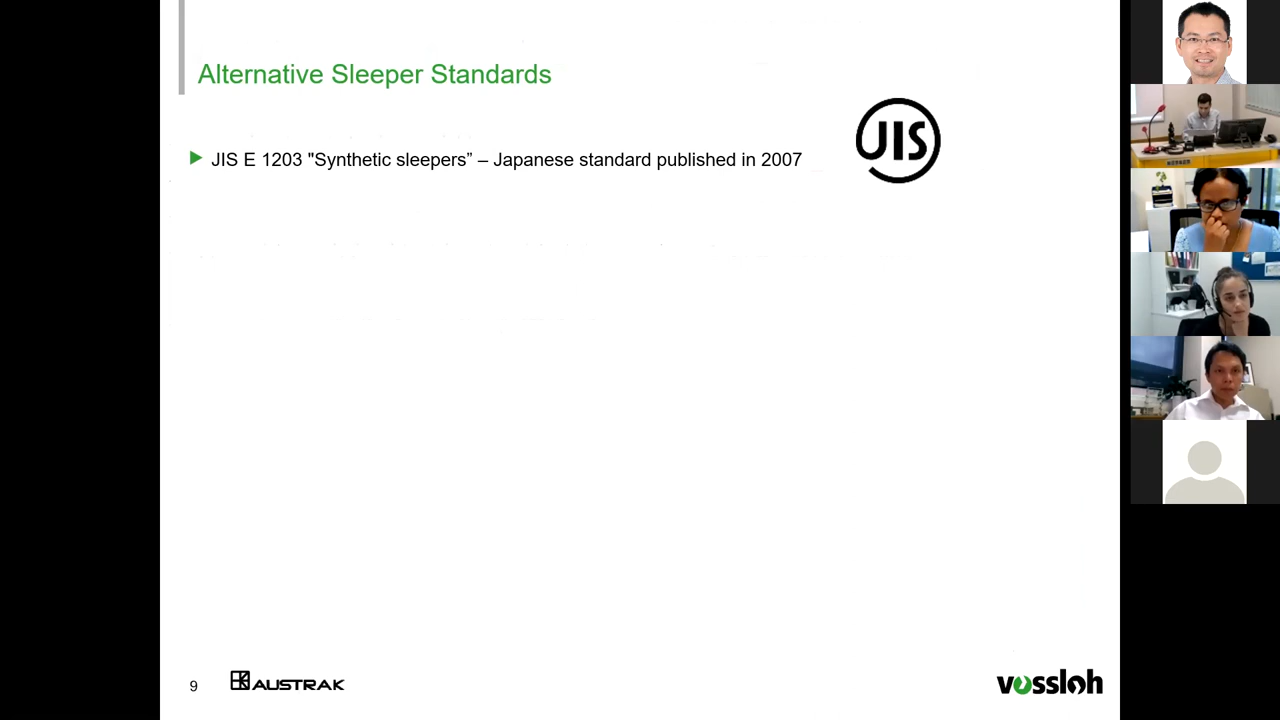 Alternative Sleeper Standards
JIS E 1203 "Synthetic sleepers” – Japanese standard published in 2007
JIS
9
AUSTRAK
vossloh